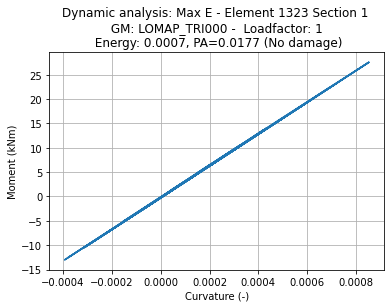 Dynamic analysis: Max E - Element 1323 Section 1
GM: LOMAP_TRI000 -  Loadfactor: 1
Energy: 0.0007, PA=0.0177 (No damage)
Moment (kNm)
25
20
15
10
5
0
−5
−10
−15
−0.0004 −0.0002 0.0000 0.0002 0.0004 0.0006 0.0008
Curvature (-)